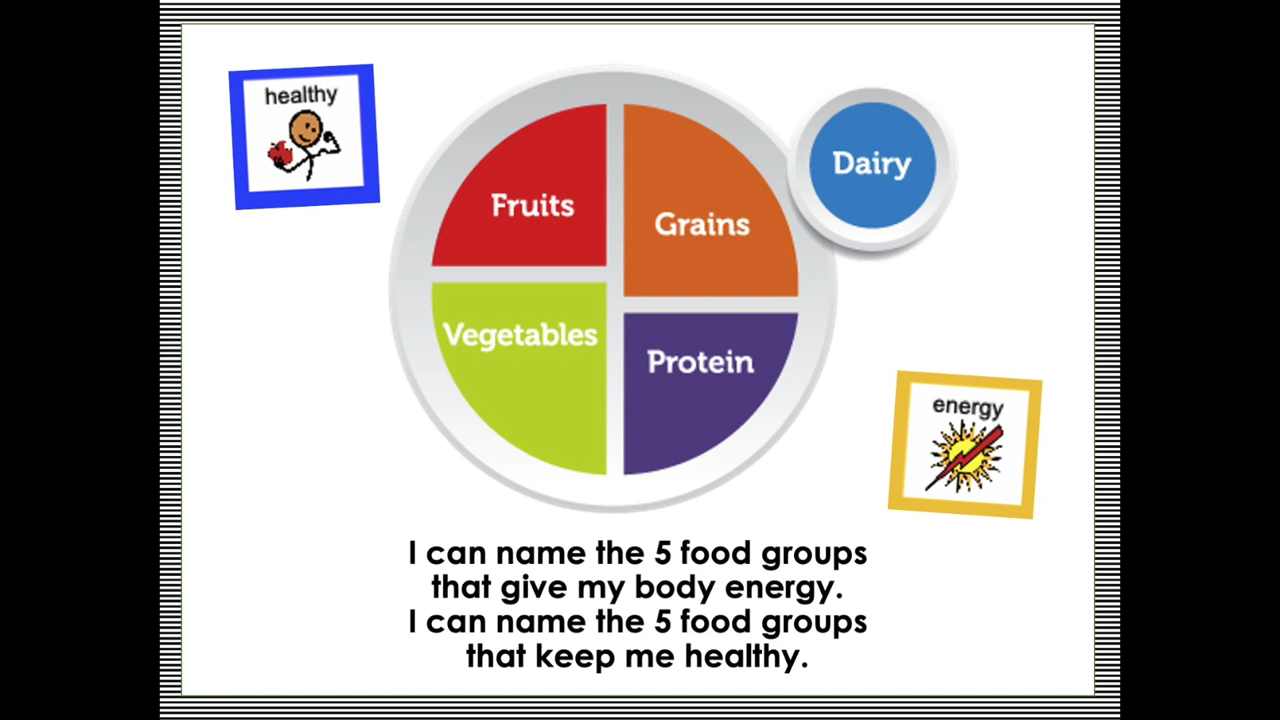 healthy
Dairy
Fruits
Grains
Vegetables
Protein
energy
I can name the 5 food groups
that give my body energy.
I can name the 5 food groups
that keep me healthy.